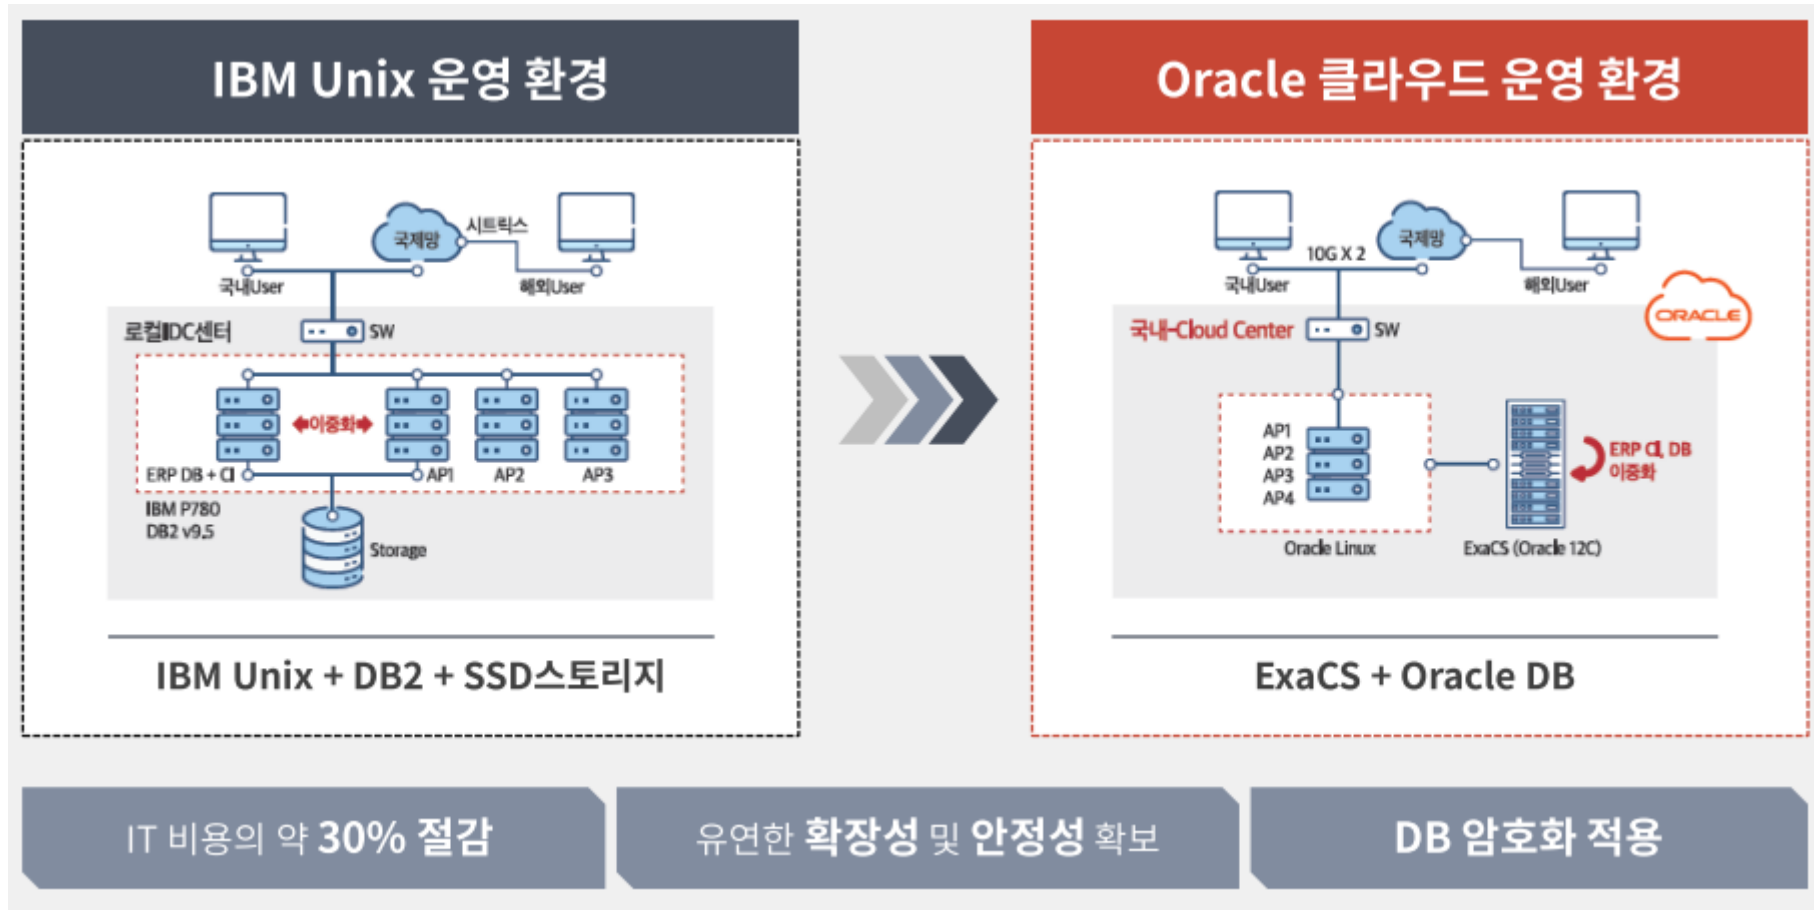 IBM Unix 운영 환경
국제망
시트릭스
국내User
해외User
로컬IDC센터
SW
이중화
ERP DB + CI
AP1
AP2
AP3
IBM P780
DB2 v9.5
Storage
IBM Unix + DB2 + SSD스토리지
Oracle 클라우드 운영 환경
국제망
10G X 2
국내User
해외User
ORACLE
국내-Cloud Center
SW
AP1
AP2
AP3
AP4
ERP CI, DB
이중화
Oracle Linux
ExaCS (Oracle 12C)
ExaCS + Oracle DB
IT 비용의 약 30% 절감
유연한 확장성 및 안정성 확보
DB 암호화 적용